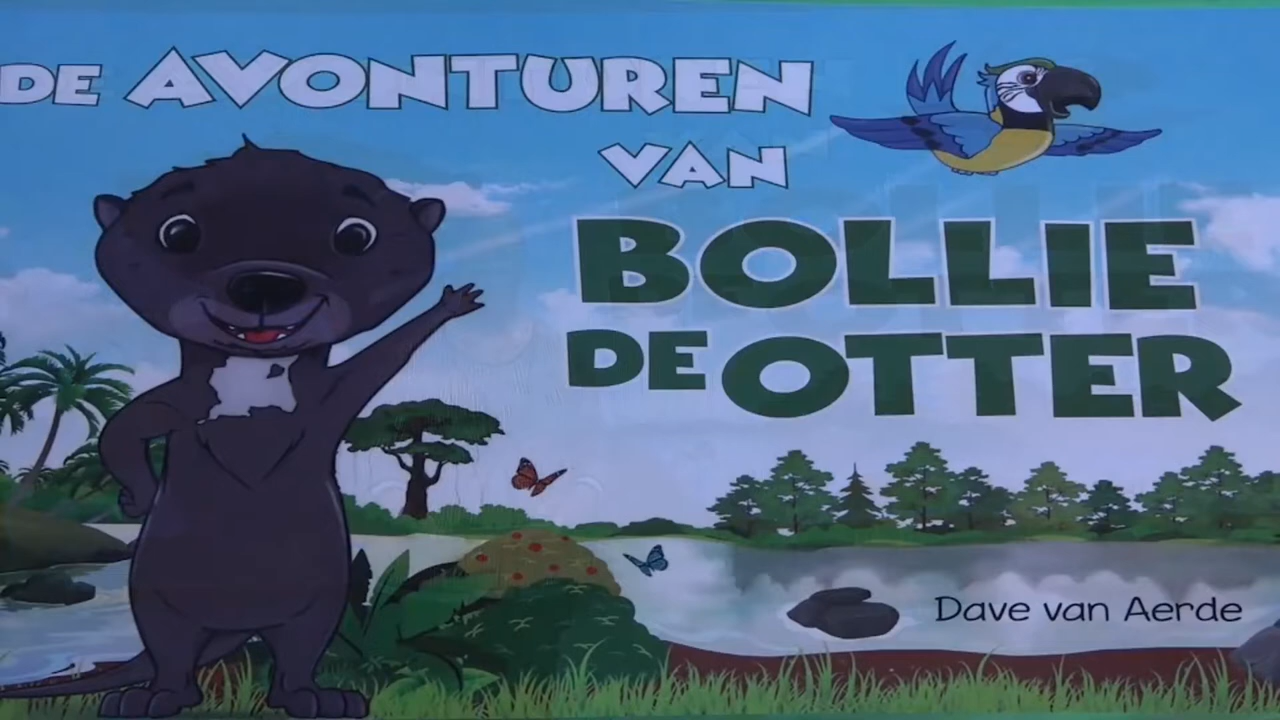 DE AVONTUREN
VAN
BOLLIE
DE OTTER
Dave van Aerde